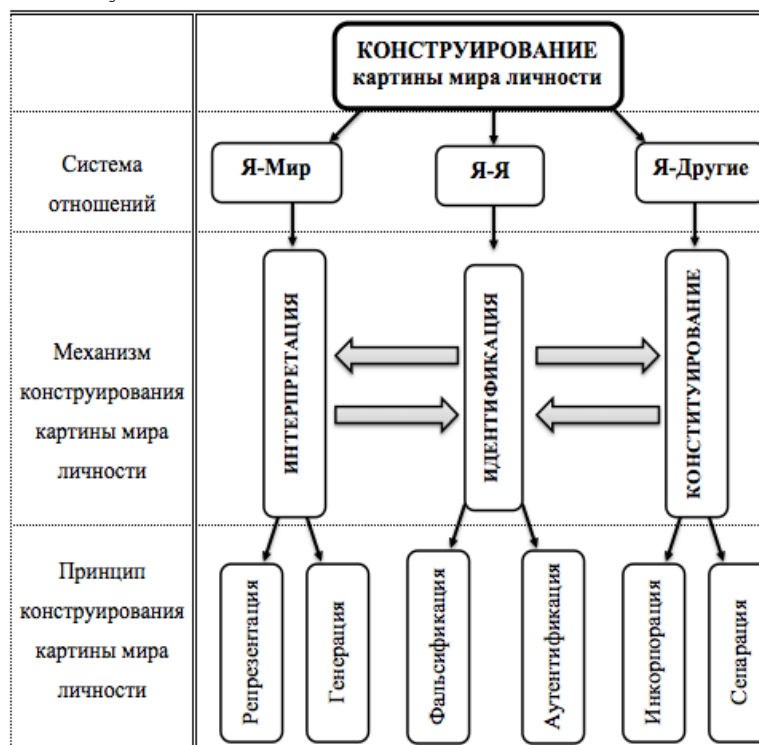 КОНСТРУИРОВАНИЕ
картины мира личности
Система
отношений
Я-Мир
Я-Я
Я-Другие
Механизм
конструирования
картины мира
личности
ИНТЕРПРЕТАЦИЯ
ИДЕНТИФИКАЦИЯ
КОНСТИТУИРОВАНИЕ
Принцип
конструирования
картины мира
личности
Репрезентация
Генерация
Фальсификация
Аутентификация
Инкорпорация
Сепарация